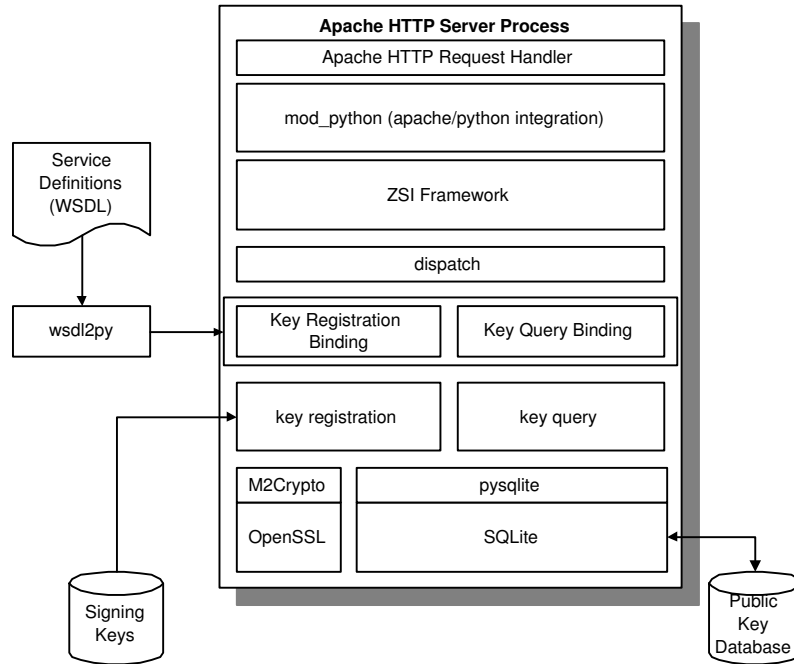 Apache HTTP Server Process
Apache HTTP Request Handler
mod_python (apache/python integration)
Service
Definitions
(WSDL)
ZSI Framework
dispatch
wsdl2py
Key Registration
Binding
Key Query Binding
key registration
key query
M2Crypto
pysqlite
OpenSSL
SQLite
Signing
Keys
Public
Key
Database